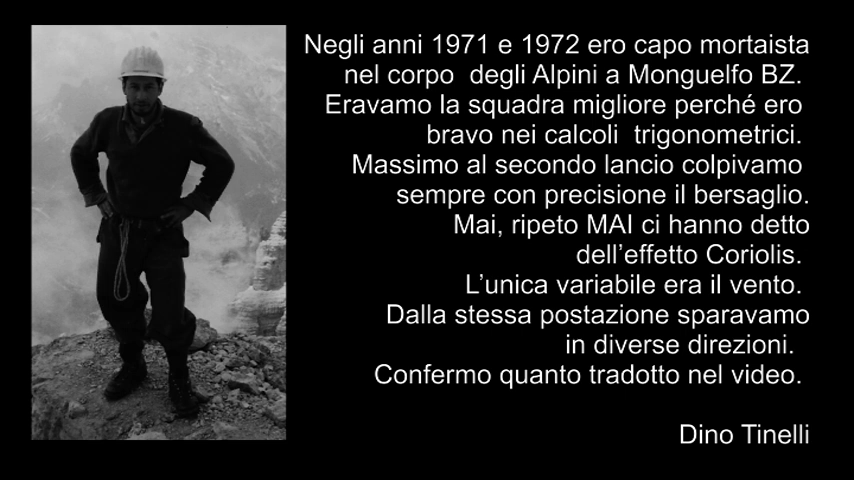 Negli anni 1971 e 1972 ero capo mortaista
nel corpo degli Alpini a Monguelfo BZ.
Eravamo la squadra migliore perché ero
bravo nei calcoli trigonometrici.
Massimo al secondo lancio colpivamo
sempre con precisione il bersaglio.
Mai, ripeto MAI ci hanno detto
dell'effetto Coriolis.
L'unica variabile era il vento.
Dalla stessa postazione sparavamo
in diverse direzioni.
Confermo quanto tradotto nel video.
Dino Tinelli